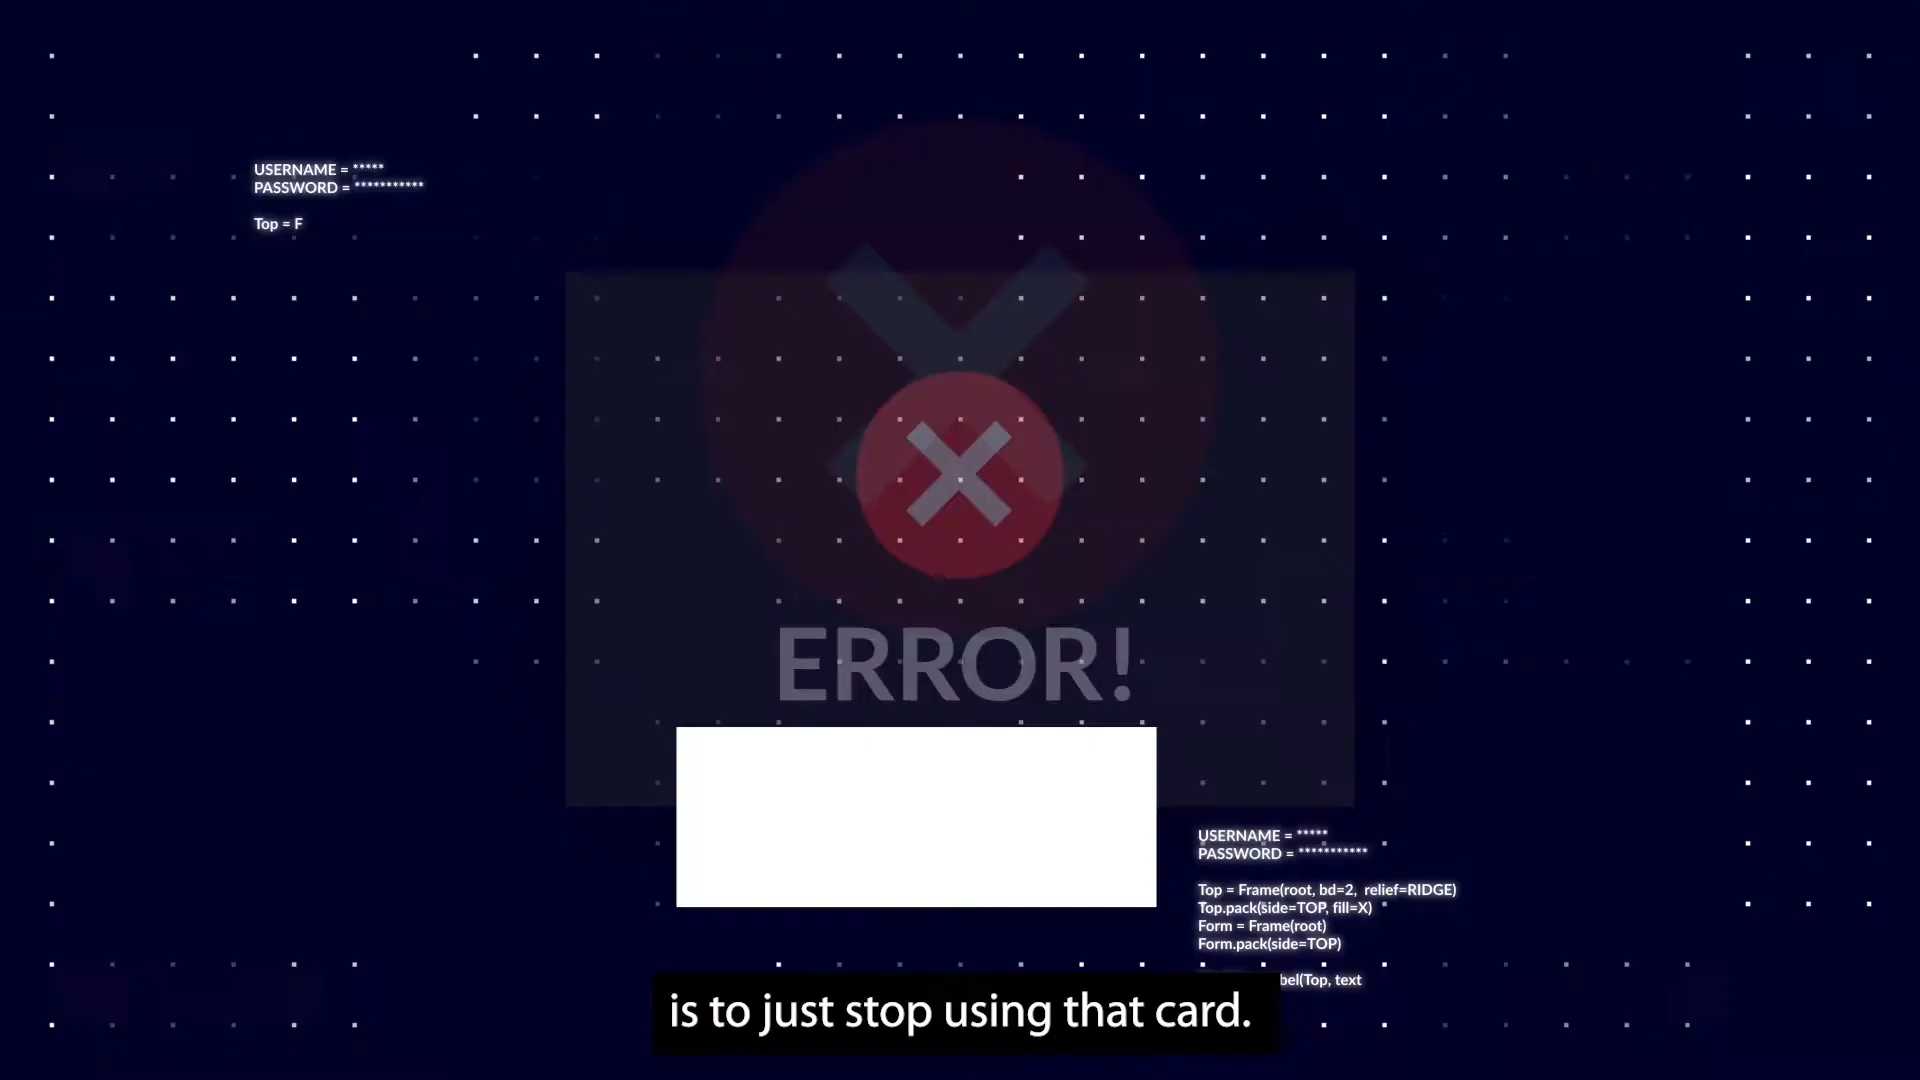 USERNAME = *****
PASSWORD = ***********
Top = F
ERROR!
USERNAME = *****
PASSWORD = ***********
Top = Frame(root, bd=2, relief=RIDGE)
Top.pack(side=TOP, fill=X)
Form = Frame(root)
Form.pack(side=TOP)
bel(Top, text
is to just stop using that card.